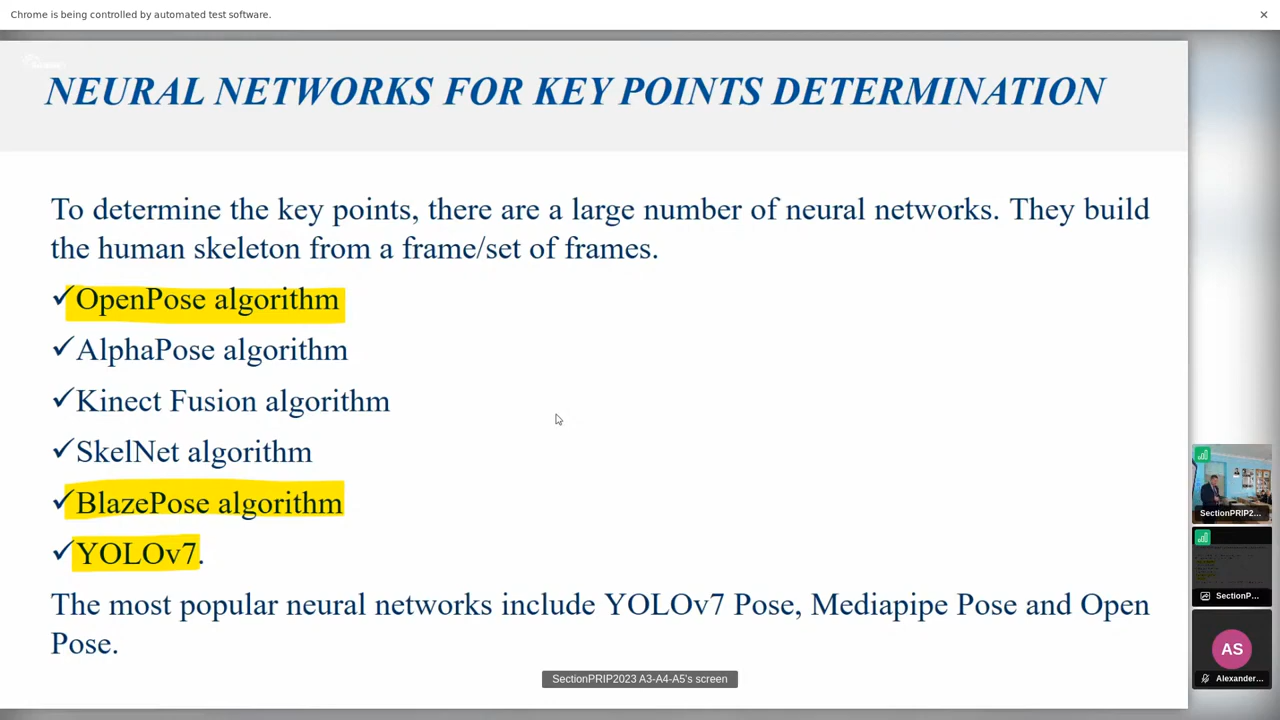 Chrome is being controlled by automated test software.
NEURAL NETWORKS FOR KEY POINTS DETERMINATION
To determine the key points, there are a large number of neural networks. They build
the human skeleton from a frame/set of frames.
✓OpenPose algorithm
✓AlphaPose algorithm
✓Kinect Fusion algorithm
✓SkelNet algorithm
✓BlazePose algorithm
✓YOLOv7.
The most popular neural networks include YOLOv7 Pose, Mediapipe Pose and Open
Pose.
SectionPRIP2023 A3-A4-A5's screen
SectionPRIP2...
SectionP...
AS
Alexander...